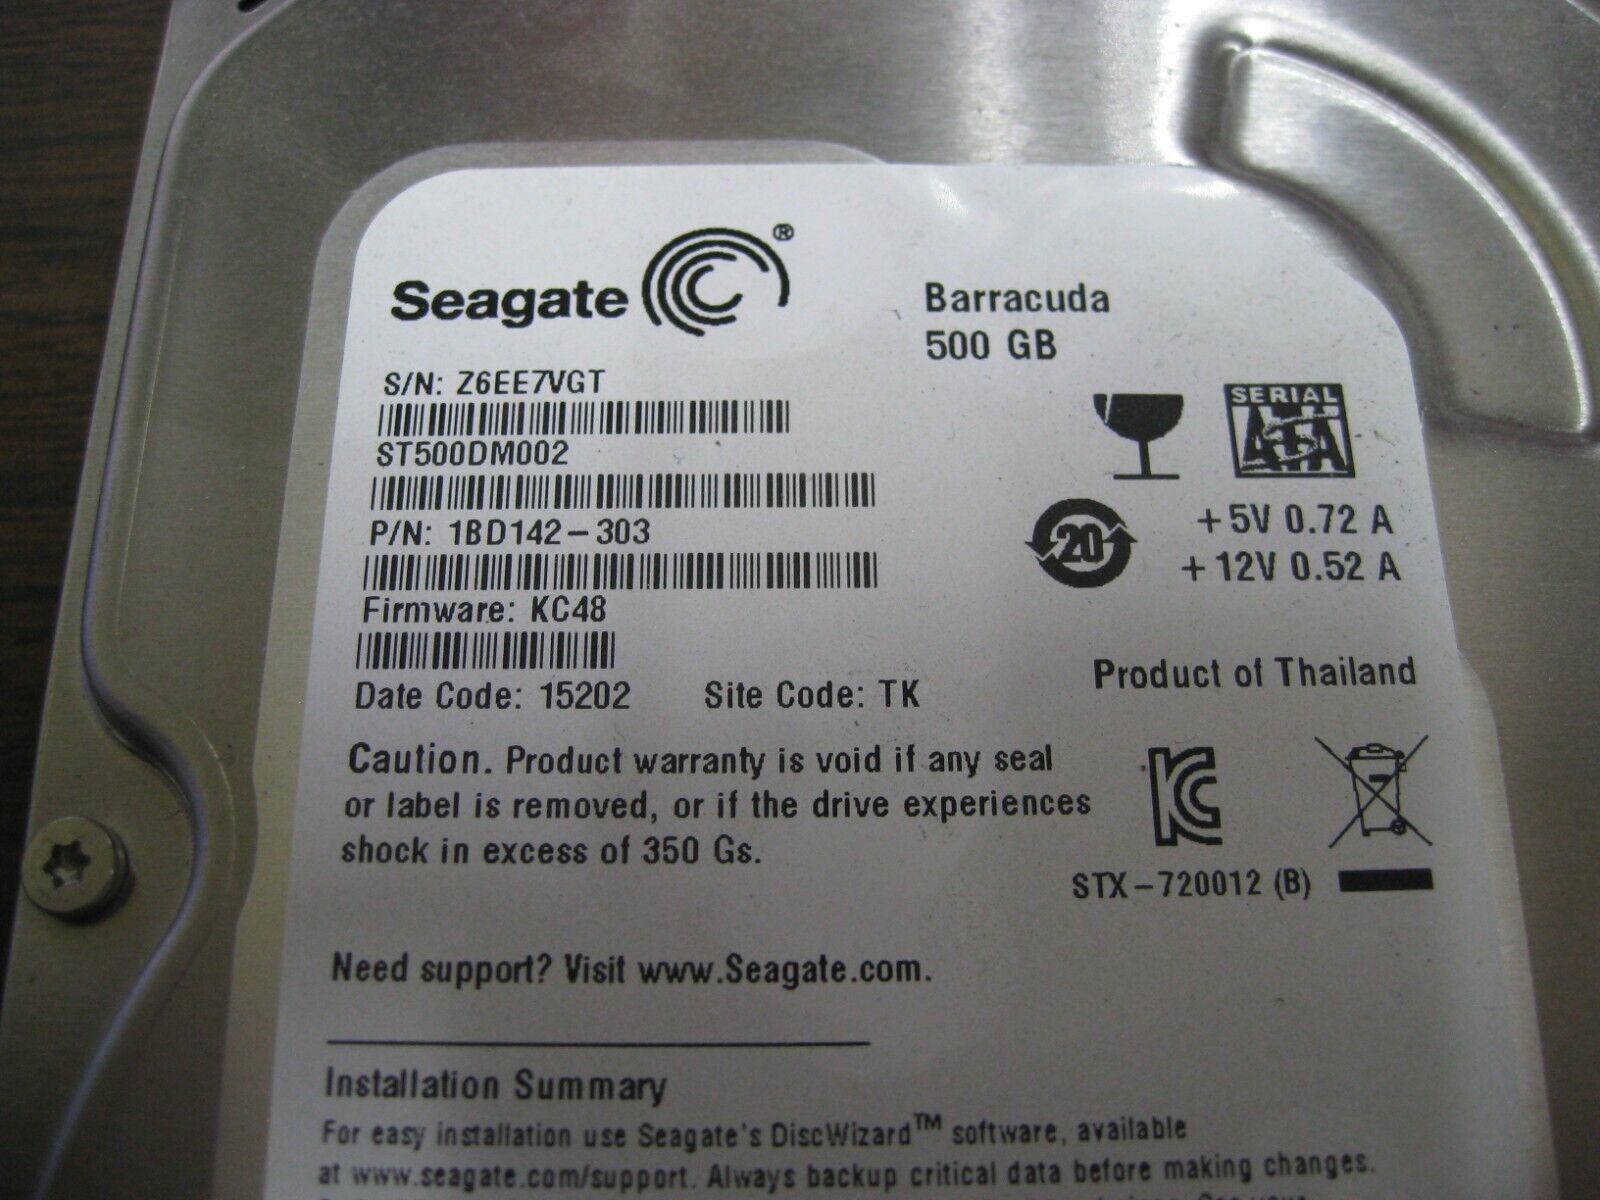 Seagate ®
Barracuda
500 GB
S/N: Z6EE7VGT
ST500DM002
SERIAL
ATA
P/N: 1BD142-303
20
+5V 0.72 A
+12V 0.52 A
Firmware: KC48
Date Code: 15202 Site Code: TK
Product of Thailand
Caution. Product warranty is void if any seal
or label is removed, or if the drive experiences
shock in excess of 350 Gs.
KC
STX-720012 (B)
Need support? Visit www.Seagate.com.
Installation Summary
For easy installation use Seagate's DiscWizard™ software, available
at www.seagate.com/support. Always backup critical data before making changes.